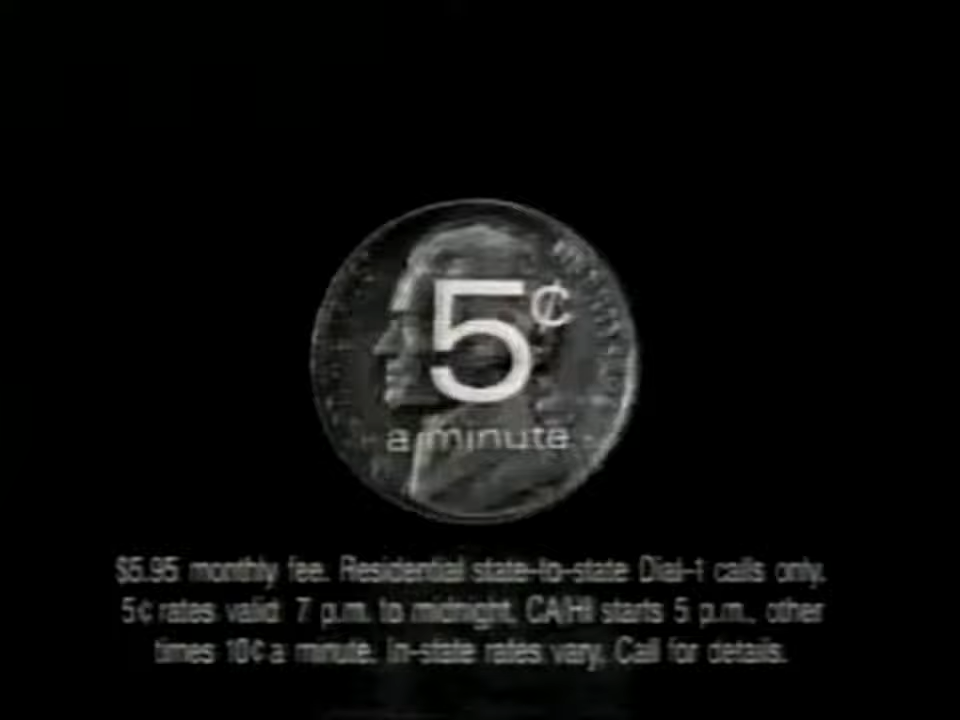 5¢
a minute
$5.95 monthly fee. Residential state-to-state Dial-1 calls only.
5¢ rates valid 7 p.m. to midnight, CA/HI starts 5 p.m., other
times 10¢ a minute. In-state rates vary. Call for details.